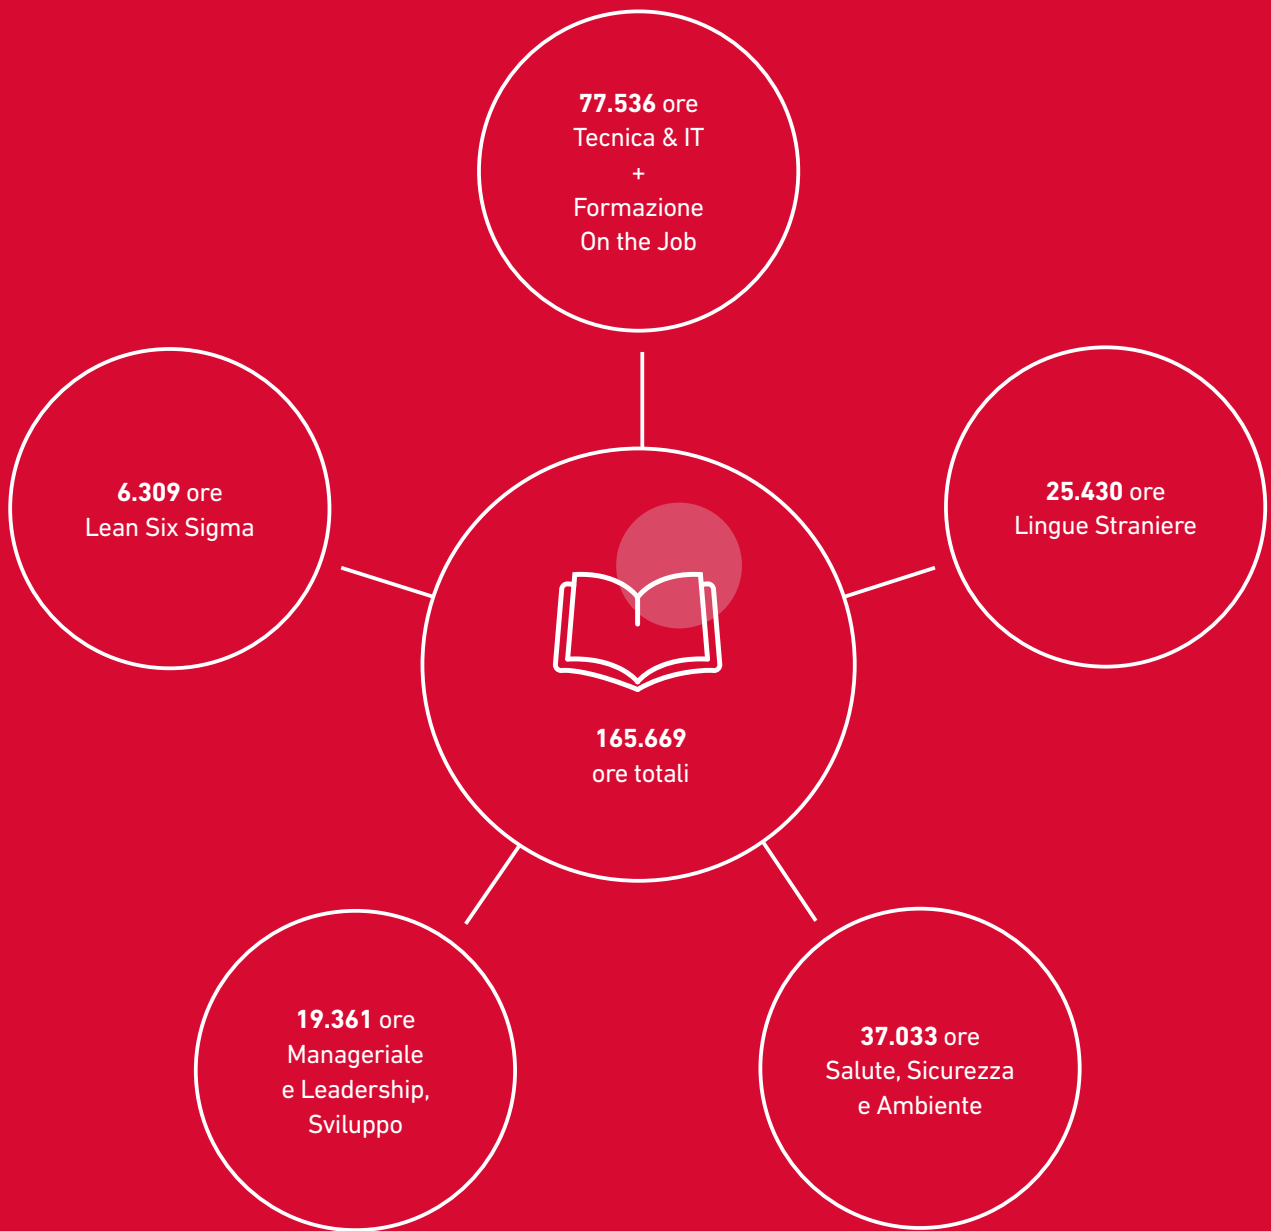 77.536 ore
Tecnica & IT
+
Formazione
On the Job
6.309 ore
Lean Six Sigma
25.430 ore
Lingue Straniere
165.669
ore totali
19.361 ore
Manageriale
e Leadership,
Sviluppo
37.033 ore
Salute, Sicurezza
e Ambiente